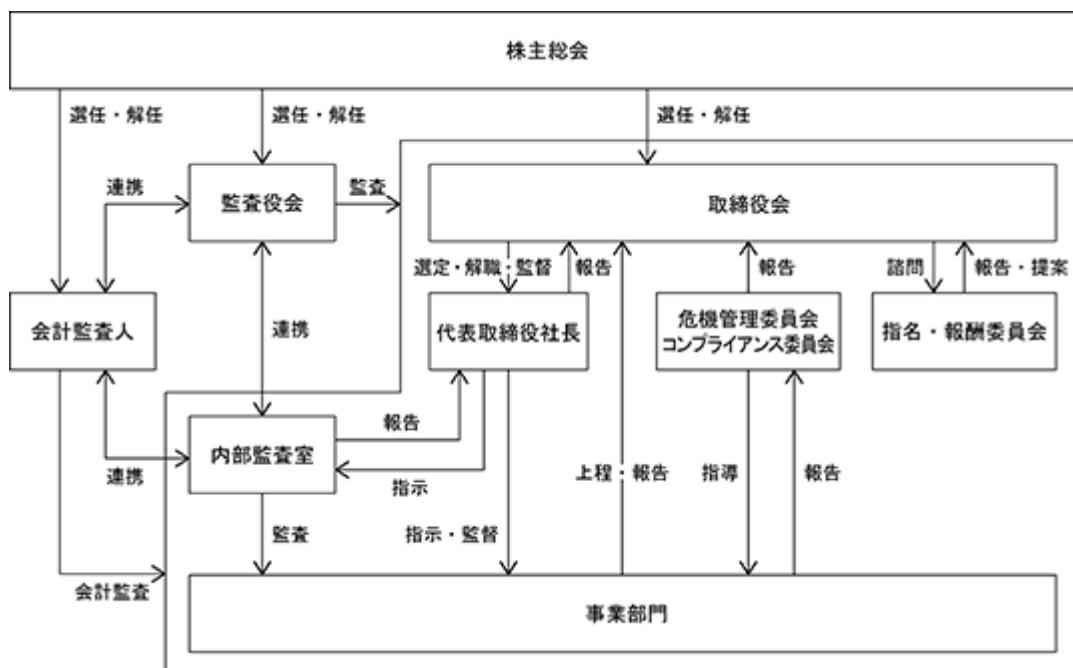 株主総会
選任・解任
選任・解任
選任・解任
連携
監査役会
監査
取締役会
選定・解職・監督
報告
報告
諮問
報告・提案
会計監査人
連携
代表取締役社長
危機管理委員会
コンプライアンス委員会
指名・報酬委員会
内部監査室
報告
連携
指示
上程・報告
指導
報告
監査
指示・監督
会計監査
事業部門